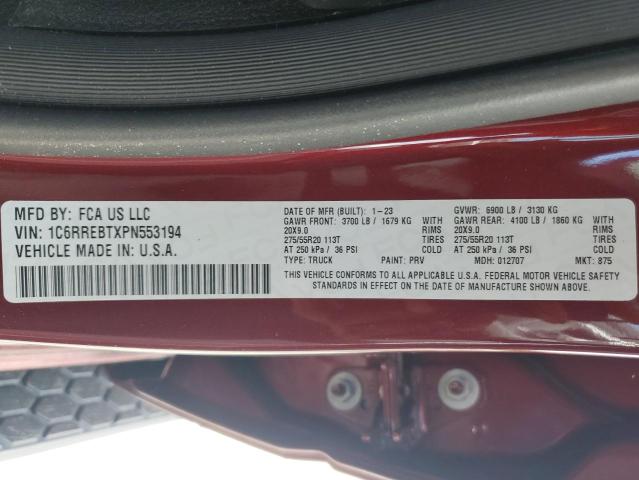 MFD BY: FCA US LLC
VIN: 1C6RREBTXPN553194
VEHICLE MADE IN U.S.A.
DATE OF MFR (BUILT): 1-23 GVWR: 6900 LB / 3130 KG
GAWR FRONT: 3700 LB / 1679 KG GAWR REAR: 4100 LB / 1860 KG
20X9.0 RIMS 20X9.0 RIMS
275/55R20 113T TIRES 275/55R20 113T TIRES
AT 250 kPa / 36 PSI COLD AT 250 kPa / 36 PSI COLD
TYPE: TRUCK PAINT: PRV MDH: 012707 MKT: 875
THIS VEHICLE CONFORMS TO ALL APPLICABLE U.S.A. FEDERAL MOTOR VEHICLE SAFETY
STANDARDS IN EFFECT ON THE DATE OF MANUFACTURE SHOWN ABOVE.